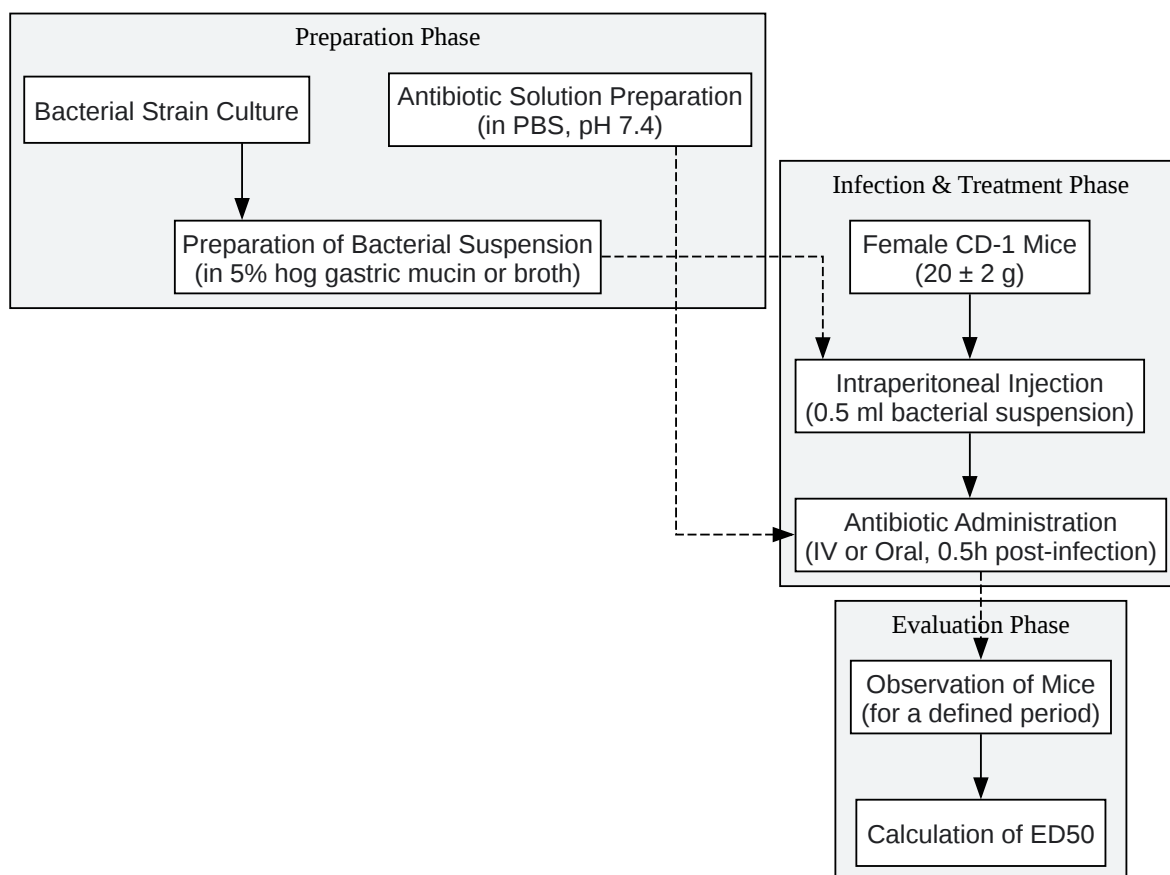 Preparation Phase
Bacterial Strain Culture
Antibiotic Solution Preparation
(in PBS, pH 7.4)
Preparation of Bacterial Suspension
(in 5% hog gastric mucin or broth)
Infection & Treatment Phase
Female CD-1 Mice
(20 ± 2 g)
Intraperitoneal Injection
(0.5 ml bacterial suspension)
Antibiotic Administration
(IV or Oral, 0.5h post-infection)
Evaluation Phase
Observation of Mice
(for a defined period)
Calculation of ED50